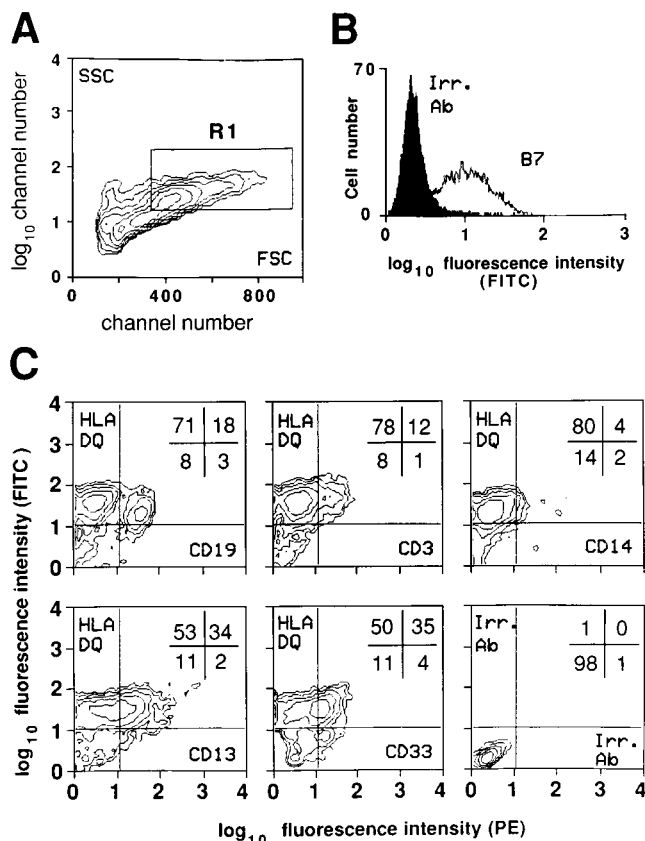 A
4
3
2
1
0
log10 channel number
SSC
R1
FSC
0
400
800
channel number
B
70
0
Cell number
Irr.
Ab
B7
0
1
2
3
log10 fluorescence intensity
(FITC)
C
log10 fluorescence intensity (FITC)
4
3
2
1
0
HLA
DQ
71 18
8 3
CD19
HLA
DQ
78 12
8 1
CD3
HLA
DQ
80 4
14 2
CD14
4
3
2
1
0
HLA
DQ
53 34
11 2
CD13
HLA
DQ
50 35
11 4
CD33
Irr.
Ab
1 0
98 1
Irr.
Ab
0 1 2 3 4
0 1 2 3 4
0 1 2 3 4
log10 fluorescence intensity (PE)